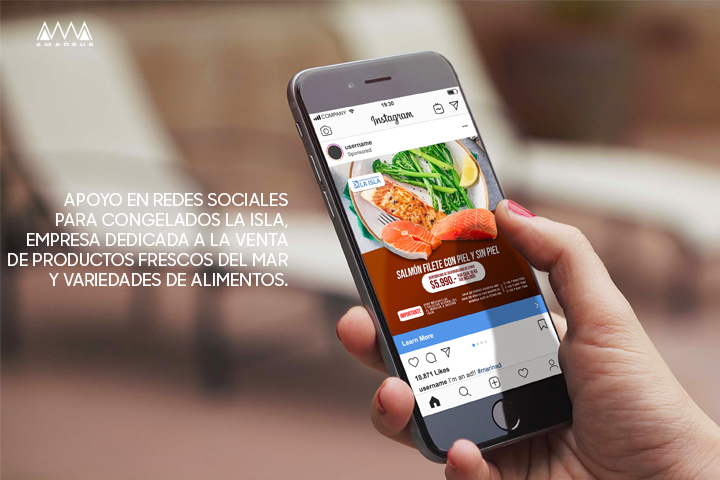 AMADEUS
APOYO EN REDES SOCIALES
PARA CONGELADOS LA ISLA,
EMPRESA DEDICADA A LA VENTA
DE PRODUCTOS FRESCOS DEL MAR
Y VARIEDADES DE ALIMENTOS.
COMPANY 19:30
Instagram
username
Sponsored
LA ISLA
SALMÓN FILETE CON PIEL Y SIN PIEL
$5.990.-
IMPORTANTE
Learn More
10.871 Likes
username I'm an ad!! #marinad